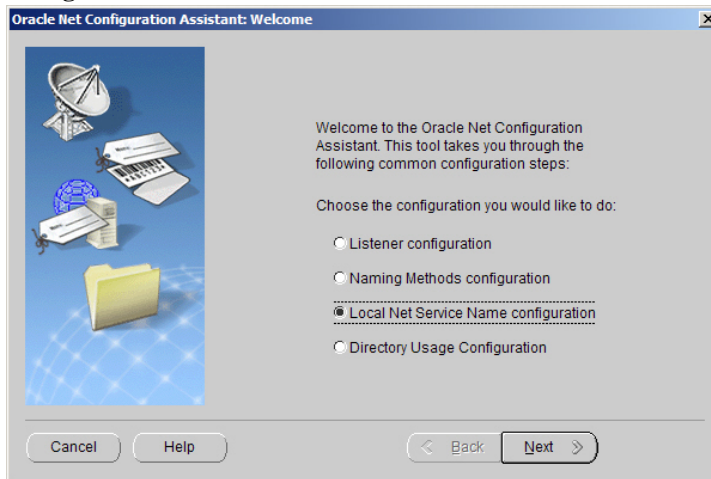 Oracle Net Configuration Assistant: Welcome
Welcome to the Oracle Net Configuration
Assistant. This tool takes you through the
following common configuration steps:
Choose the configuration you would like to do:
Listener configuration
Naming Methods configuration
Local Net Service Name configuration
Directory Usage Configuration
Cancel
Help
Back
Next